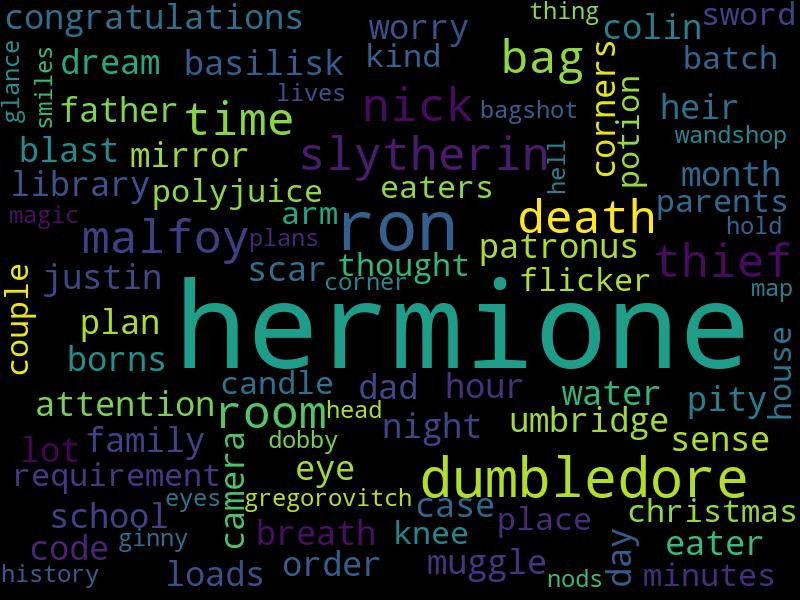 congratulations
worry
thing
colin
sword
glance
smiles
dream
basilisk
kind
bag
corners
batch
lives
father
time
nick
bagshot
potion
heir
wandshop
blast
mirror
slytherin
hell
month
library
polyjuice
eaters
parents
magic
arm
ron
death
hold
malfoy
plans
patronus
thief
couple
justin
scar
thought
corner
flicker
map
hermione
plan
borns
house
candle
dad
hour
water
pity
attention
room
head
night
umbridge
sense
lot
family
camera
dobby
requirement
eye
dumbledore
eyes
gregorovitch
case
place
christmas
school
code
ginny
breath
knee
day
eater
history
loads
order
muggle
nods
minutes